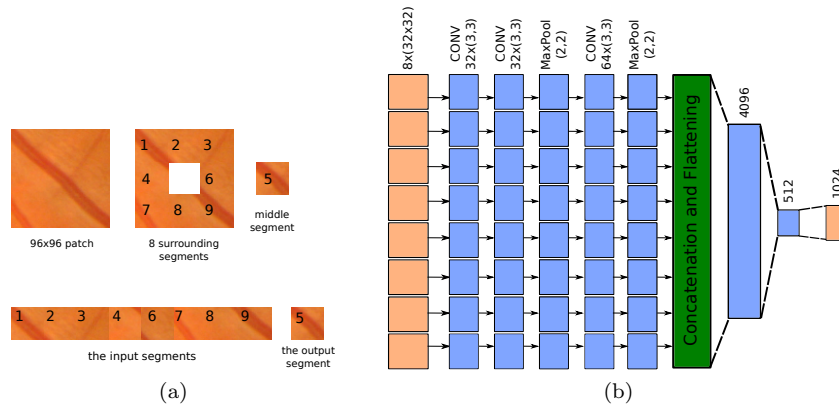 1 2 3
4 6
7 8 9
5
96x96 patch
8 surrounding
segments
middle
segment
1 2 3 4 6 7 8 9
5
the input segments
the output
segment
(a)
8x(32x32)
CONV
32x(3,3)
CONV
32x(3,3)
MaxPool
(2,2)
CONV
64x(3,3)
MaxPool
(2,2)
Concatenation and Flattening
4096
512
1024
(b)